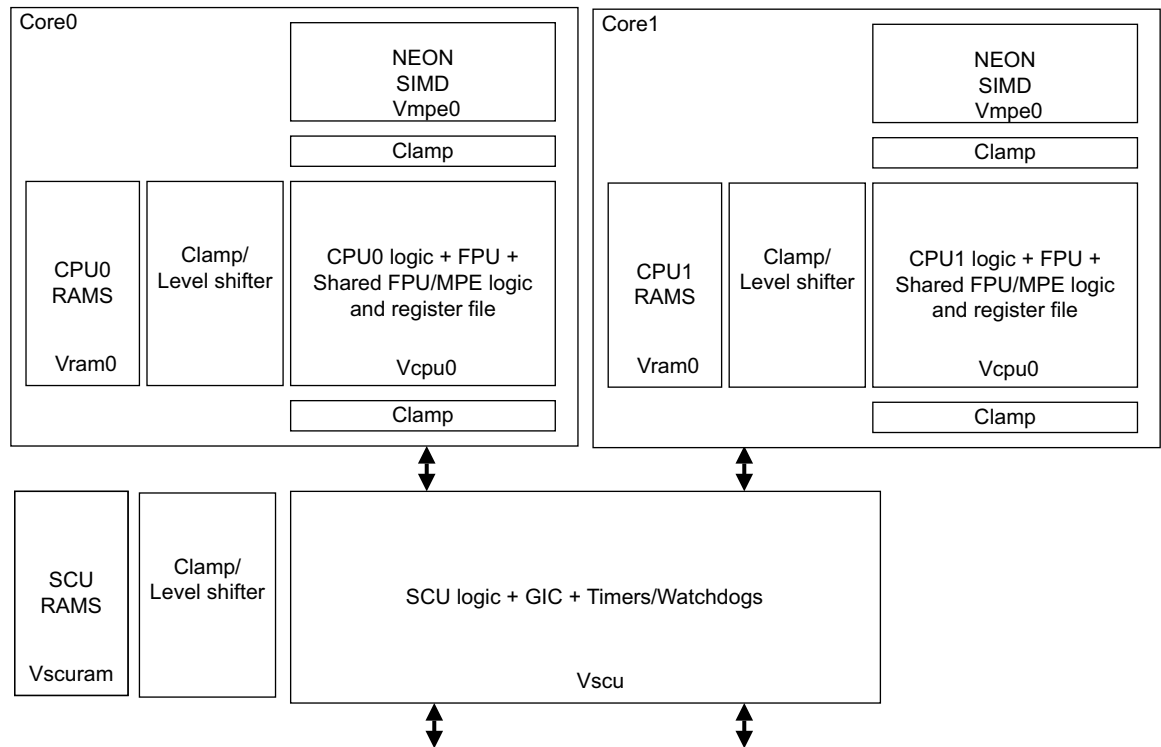 Core0
NEON
SIMD
Vmpe0
Clamp
CPU0
RAMS
Vram0
Clamp/
Level shifter
CPU0 logic + FPU +
Shared FPU/MPE logic
and register file
Vcpu0
Clamp
Core1
NEON
SIMD
Vmpe0
Clamp
CPU1
RAMS
Vram0
Clamp/
Level shifter
CPU1 logic + FPU +
Shared FPU/MPE logic
and register file
Vcpu0
Clamp
SCU
RAMS
Vscuram
Clamp/
Level shifter
SCU logic + GIC + Timers/Watchdogs
Vscu